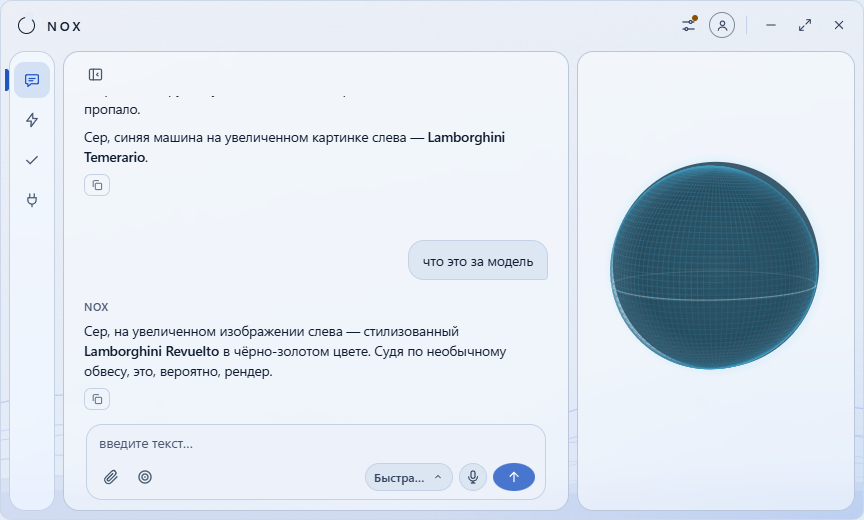 NOX
пропало.
Сер, синяя машина на увеличенном картинке слева — Lamborghini
Temerario.
что это за модель
NOX
Сер, на увеличенном изображении слева — стилизованный
Lamborghini Revuelto в чёрно-золотом цвете. Судя по необычному
обвесу, это, вероятно, рендер.
введите текст...
Быстра...